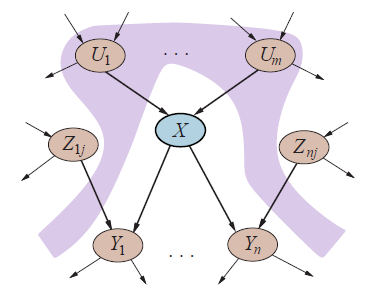 U1 . . . Um
X
Z1j Znj
Y1 . . . Yn